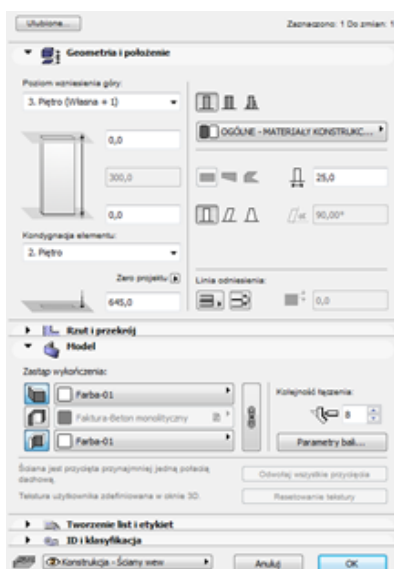 Ulubione...
Zaznaczono: 1 Do zmian: 1
Geometria i położenie
Poziom wzniesienia góry:
3. Piętro (Własna + 1)
OGÓLNE - MATERIAŁY KONSTRUKC...
0,0
300,0
25,0
0,0
90,00°
Kondygnacja elementu:
2. Piętro
Zero projektu
Linia odniesienia:
645,0
0,0
Rzut i przekrój
Model
Zastąp wykończenia:
Farba-01
Kolejność łączenia:
Faktura-Beton monolityczny
8
Farba-01
Parametry bali...
Ściana jest przycięta przynajmniej jedną połacią dachową.
Odwołaj wszystkie przycięcia
Tekstura użytkownika zdefiniowana w oknie 3D:
Resetowanie tekstury
Tworzenie list i etykiet
ID i klasyfikacja
Konstrukcja - Ściany wew
Anuluj
OK